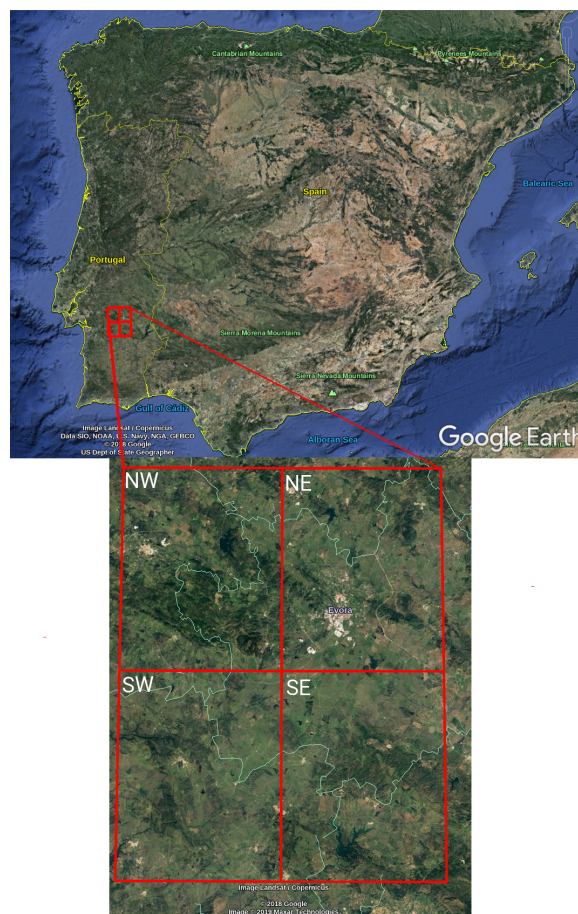 Cantabrian Mountains
Pyrenees Mountains
Balearic Sea
Spain
Portugal
Sierra Morena Mountains
Sierra Nevada Mountains
Gulf of Cádiz
Image Landsat / Copernicus
Data SIO, NOAA, U.S. Navy, NGA, GEBCO
© 2018 Google
US Dept of State Geographer
Alboran Sea
Google Earth
NW
NE
Evora
SW
SE
Image Landsat / Copernicus
© 2018 Google
Image © 2019 Maxar Technologies